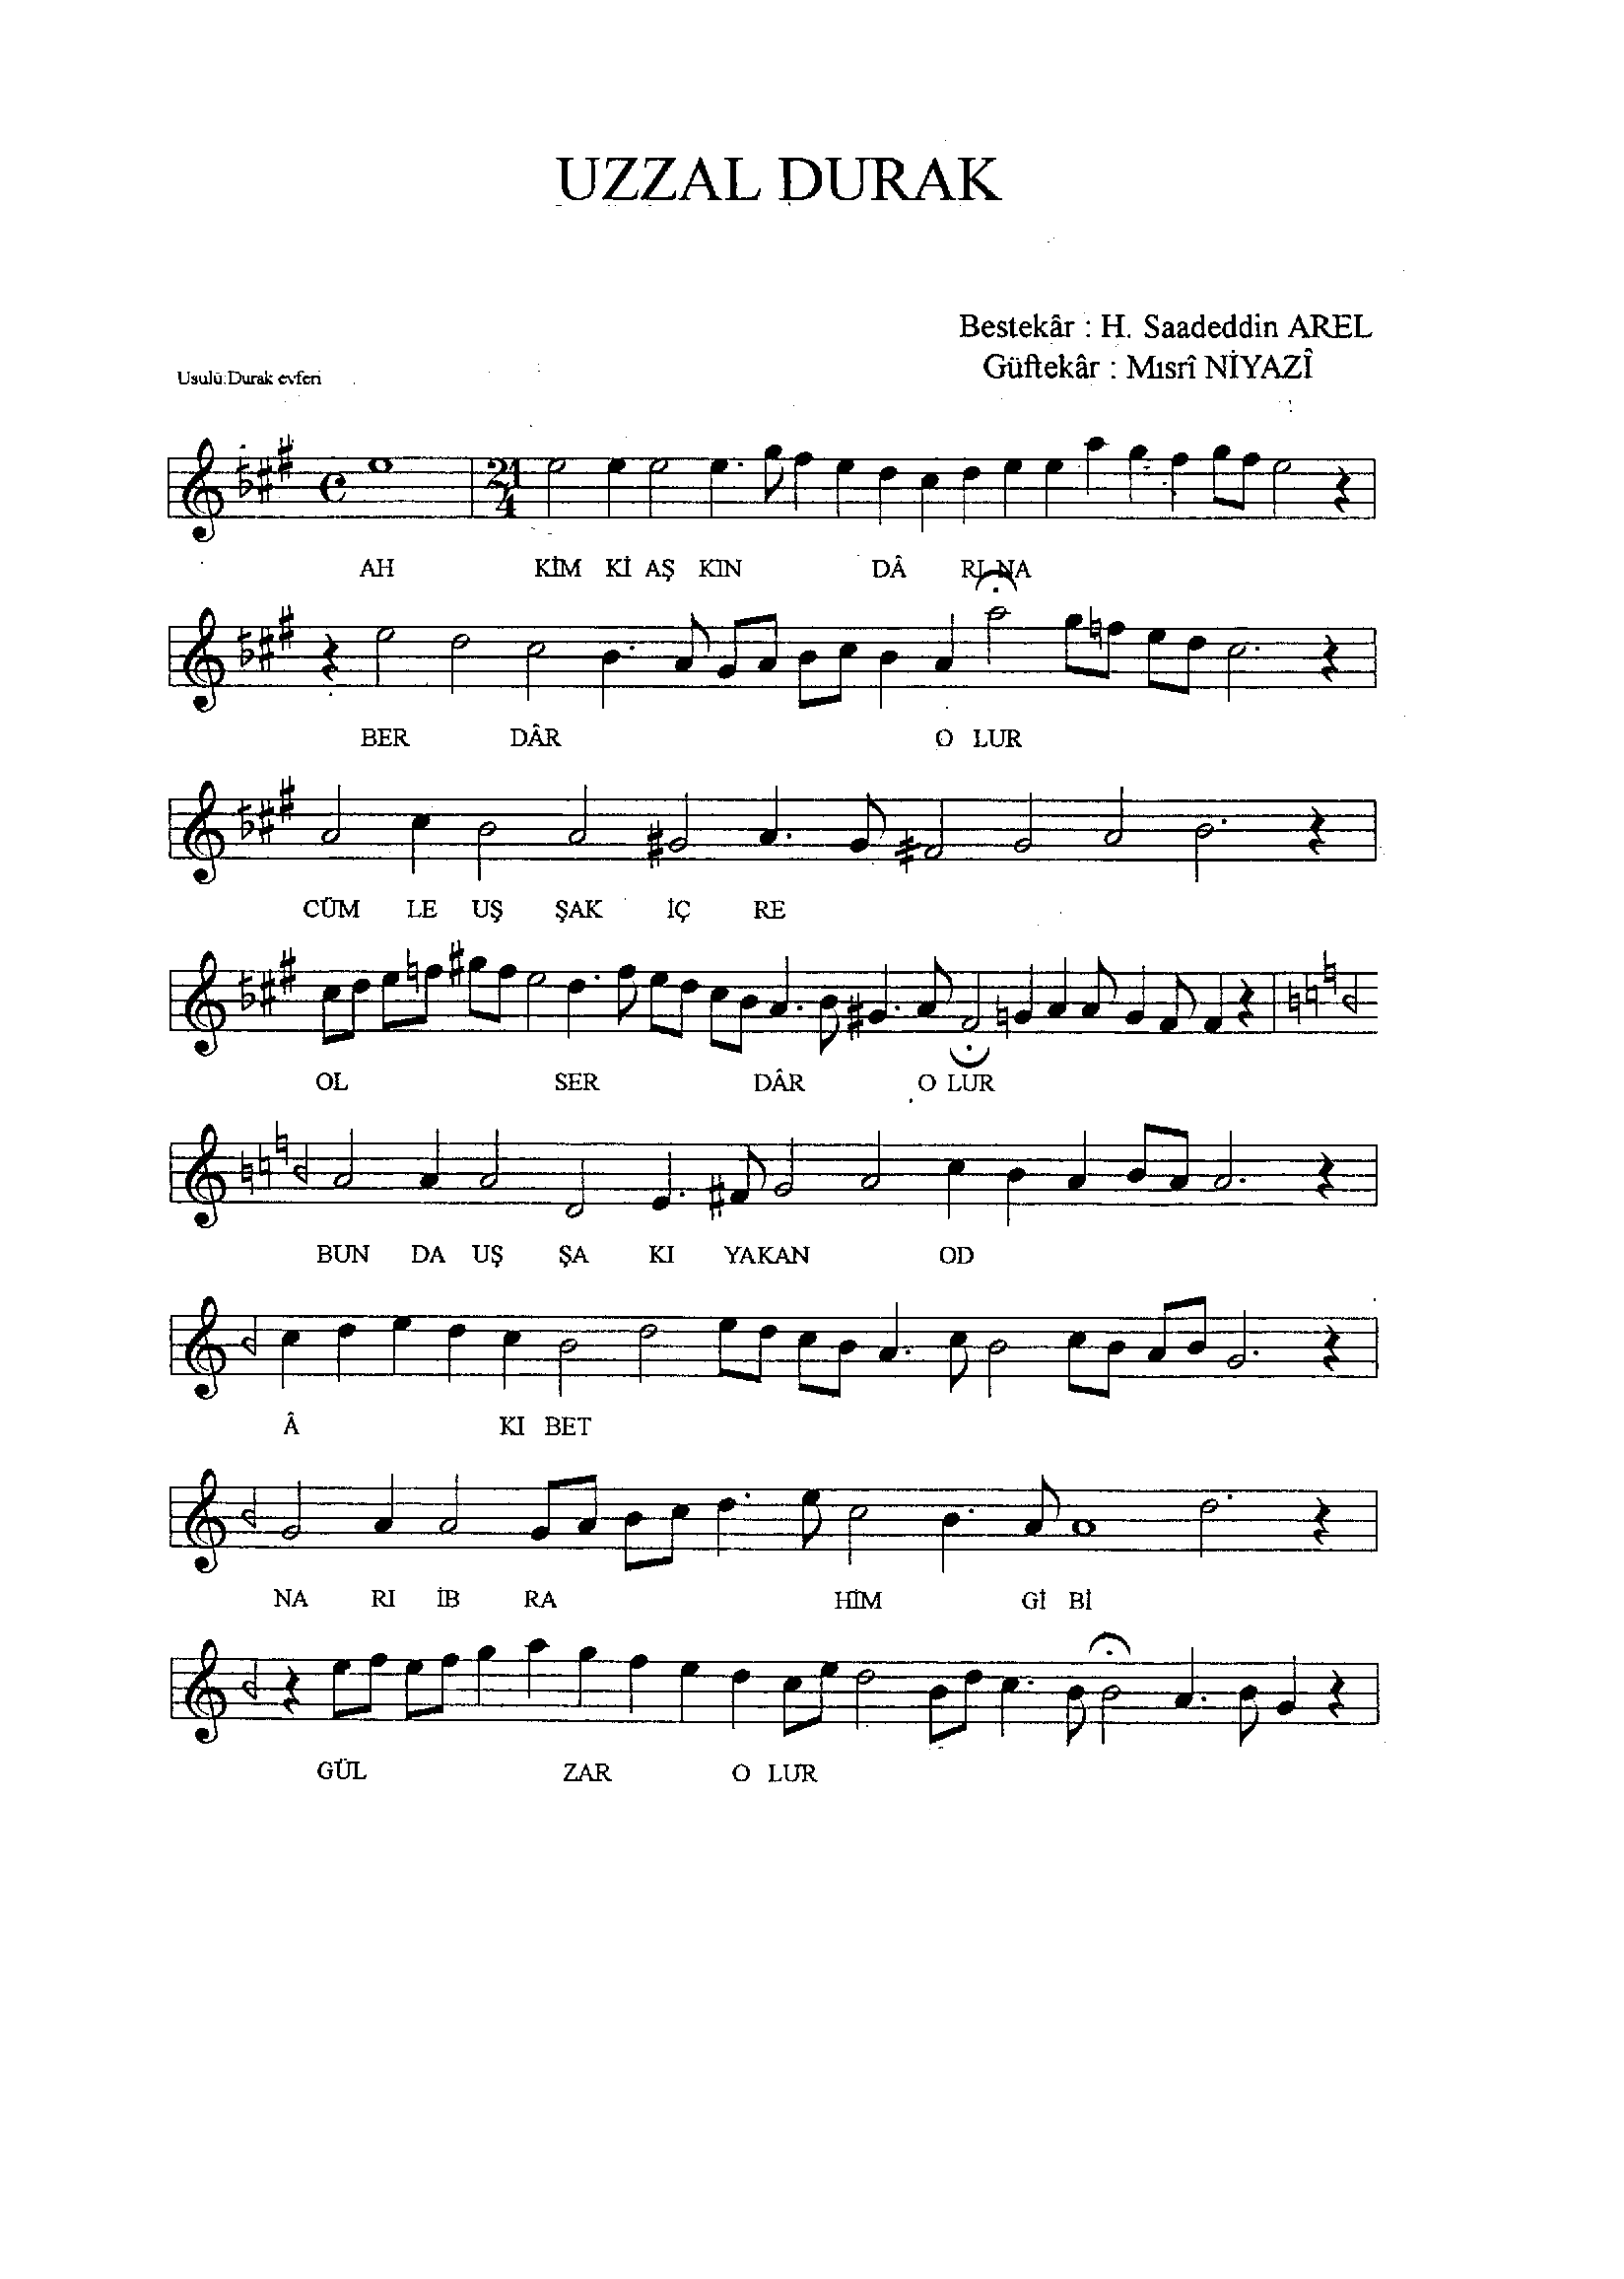 UZZAL DURAK
Bestekâr : H. Saadeddin AREL
Güftekâr : Mısrî NİYAZÎ
Usulü:Durak evferi
21
4
AH KİM Kİ AŞ KIN DÂ RI NA
BER DÂR O LUR
CÜM LE UŞ ŞAK İÇ RE
OL SER DÂR O LUR
BUN DA UŞ ŞA KI YAKAN OD
Â KI BET
NA RI İB RA HİM Gİ Bİ
GÜL ZAR O LUR